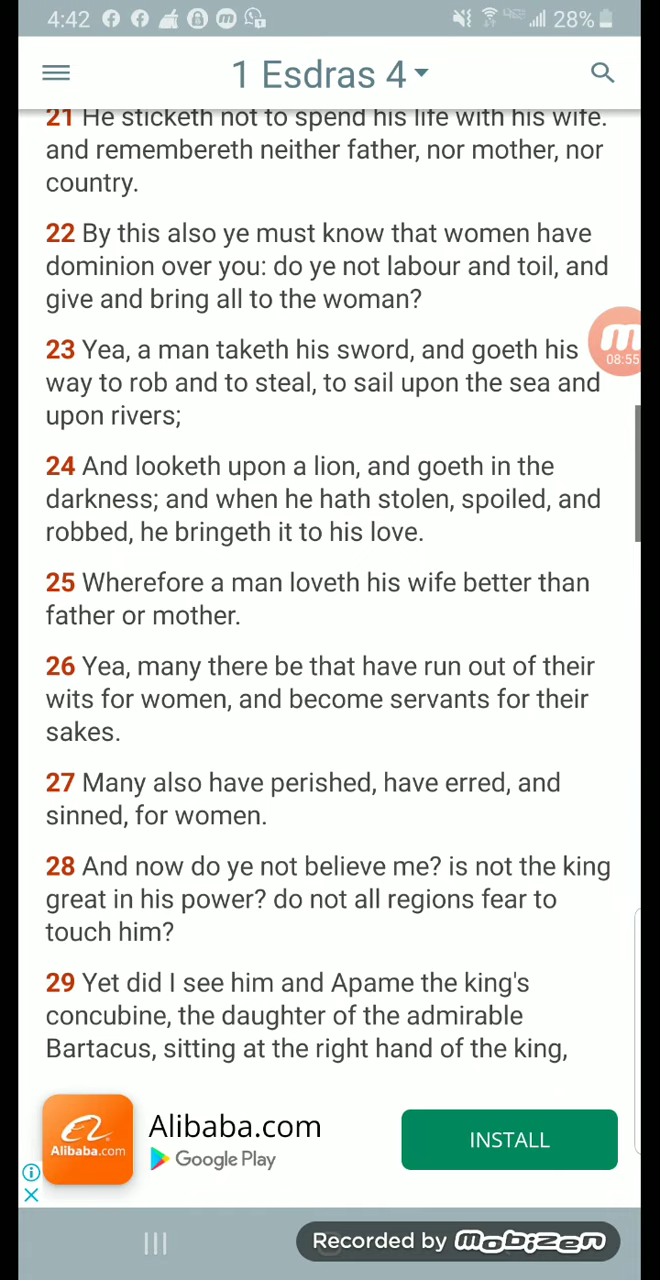 4:42
28%
1 Esdras 4
21 He sticketh not to spend his life with his wife.
and remembereth neither father, nor mother, nor
country.
22 By this also ye must know that women have
dominion over you: do ye not labour and toil, and
give and bring all to the woman?
23 Yea, a man taketh his sword, and goeth his
way to rob and to steal, to sail upon the sea and
upon rivers;
08:55
24 And looketh upon a lion, and goeth in the
darkness; and when he hath stolen, spoiled, and
robbed, he bringeth it to his love.
25 Wherefore a man loveth his wife better than
father or mother.
26 Yea, many there be that have run out of their
wits for women, and become servants for their
sakes.
27 Many also have perished, have erred, and
sinned, for women.
28 And now do ye not believe me? is not the king
great in his power? do not all regions fear to
touch him?
29 Yet did I see him and Apame the king's
concubine, the daughter of the admirable
Bartacus, sitting at the right hand of the king,
Alibaba.com
Alibaba.com
Google Play
INSTALL
Recorded by mobizen